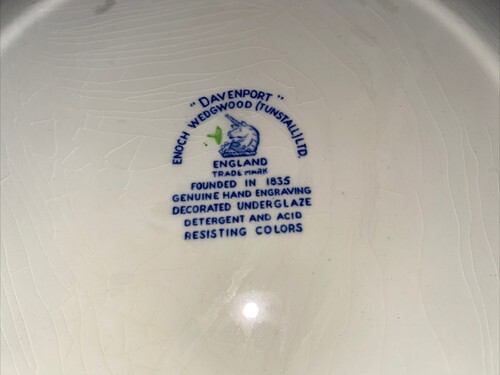 "DAVENPORT"
ENOCH WEDGWOOD (TUNSTALL) LTD.
ENGLAND
TRADE MARK
FOUNDED IN 1835
GENUINE HAND ENGRAVING
DECORATED UNDERGLAZE
DETERGENT AND ACID
RESISTING COLORS